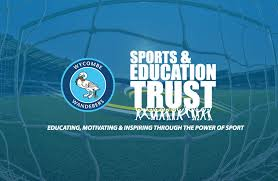 WYCOMBE
WANDERERS
SPORTS &
EDUCATION
TRUST
EDUCATING, MOTIVATING & INSPIRING THROUGH THE POWER OF SPORT